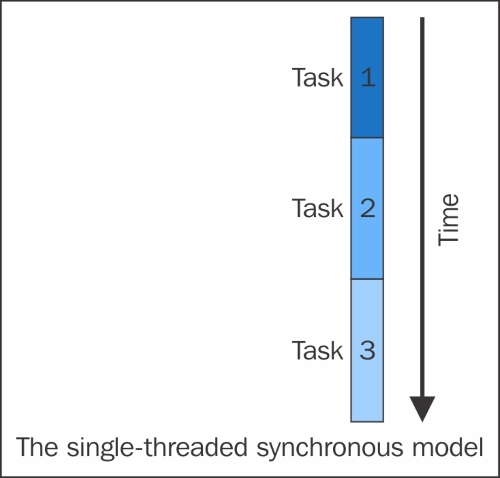 Task 1
Task 2
Time
Task 3
The single-threaded synchronous model